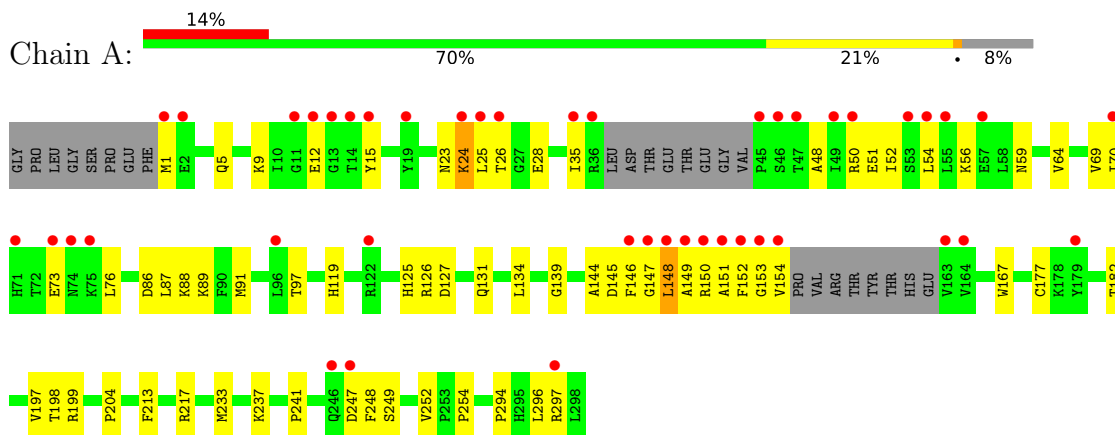 14%
Chain A:
70% 21% • 8%
GLY PRO LEU GLY SER PRO GLU PHE M1 E2 Q5 K9 I10 G11 E12 G13 T14 Y15 Y19 N23 K24 L25 T26 G27 E28 I35 R36 LEU ASP THR GLU THR GLU GLY VAL P45 S46 T47 A48 I49 R50 E51 I52 S53 L54 L55 K56 E57 L58 N59 V64 V69 I70
H71 T72 E73 N74 K75 L76 D86 L87 K88 K89 F90 M91 L96 T97 H119 R122 H125 R126 D127 Q131 L134 G139 A144 D145 F146 G147 L148 A149 R150 A151 F152 G153 V154 PRO VAL ARG THR TYR THR HIS GLU V163 V164 W167 C177 K178 Y179 T182
V197 T198 R199 P204 F213 R217 M233 K237 P241 Q246 D247 F248 S249 V252 P253 P254 P294 H295 L296 R297 L298